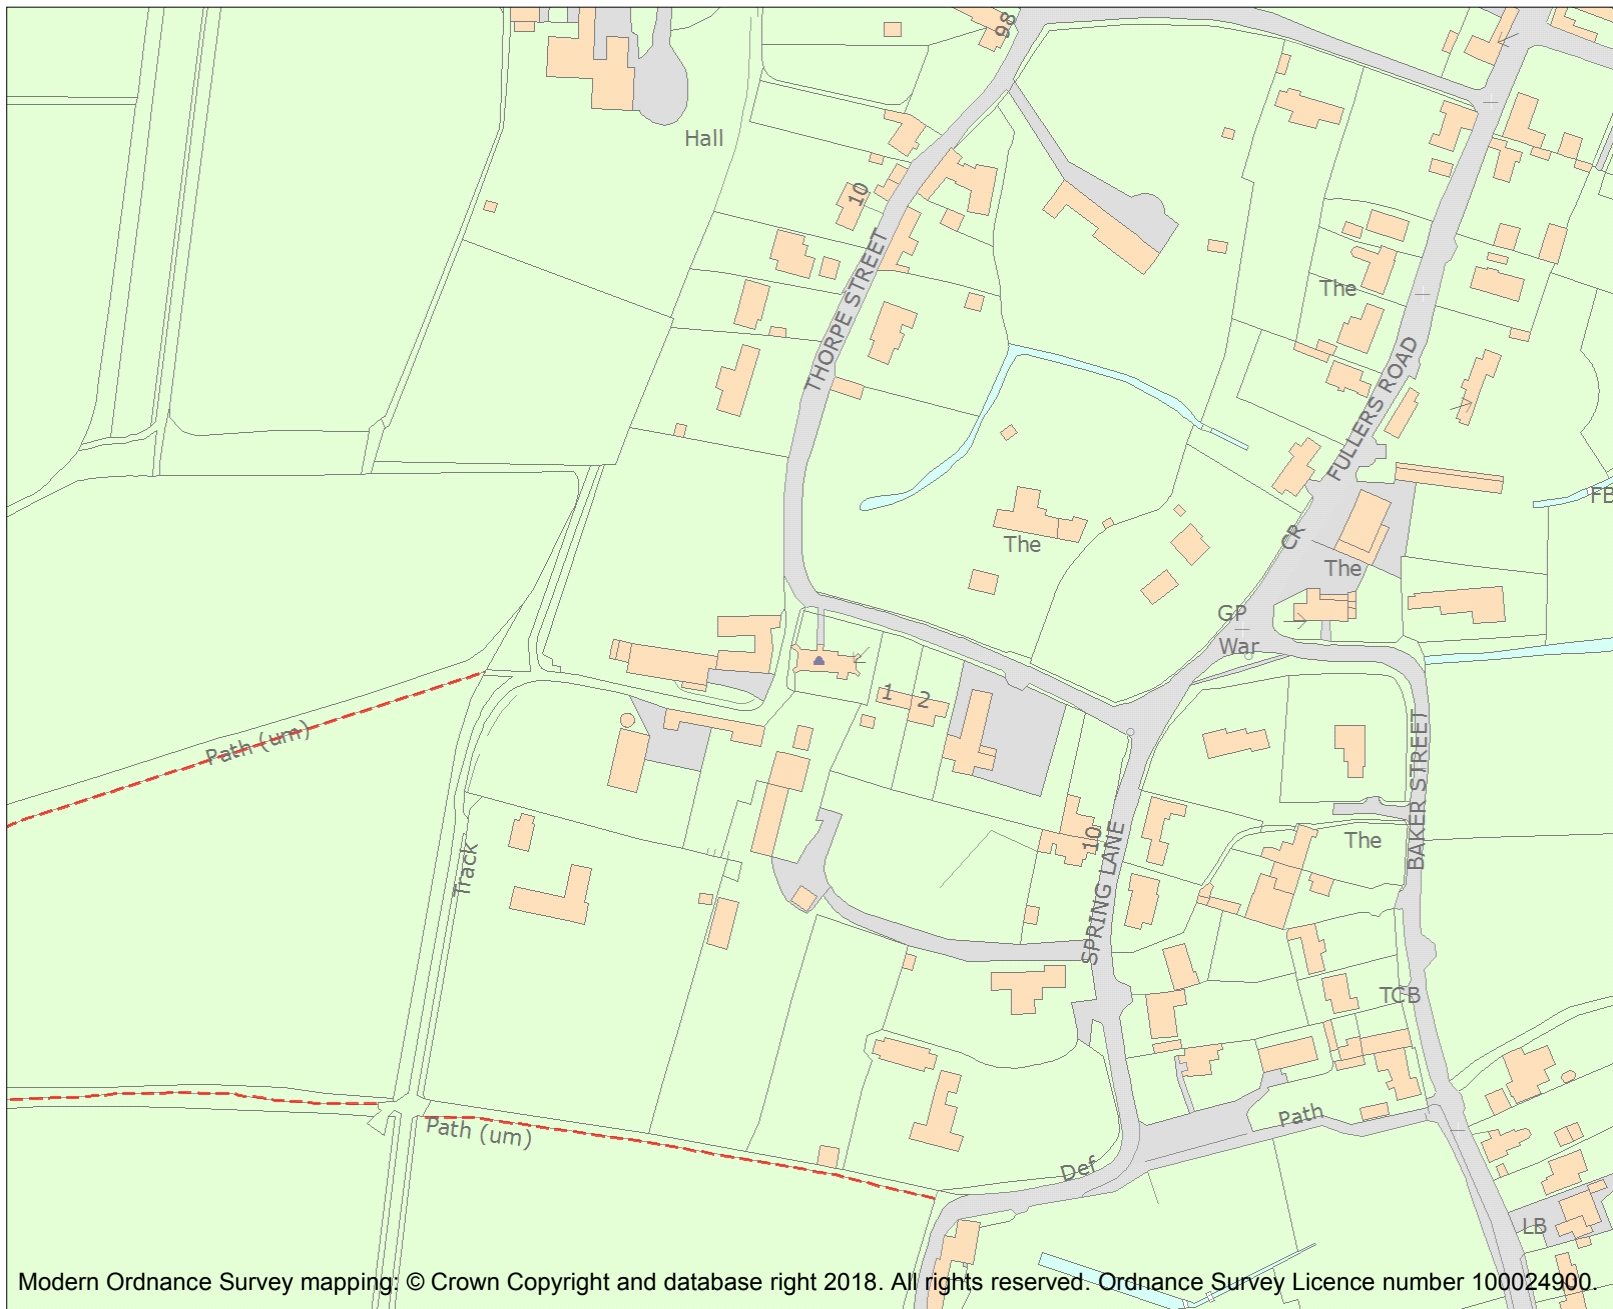 98
Hall
10
THORPE STREET
The
FULLERS ROAD
FB
The
CR
The
GP
War
2
1
2
Path (um)
BAKER STREET
10
The
Track
SPRING LANE
TCB
Path (um)
Path
Def
LB
Modern Ordnance Survey mapping: © Crown Copyright and database right 2018. All rights reserved. Ordnance Survey Licence number 100024900.